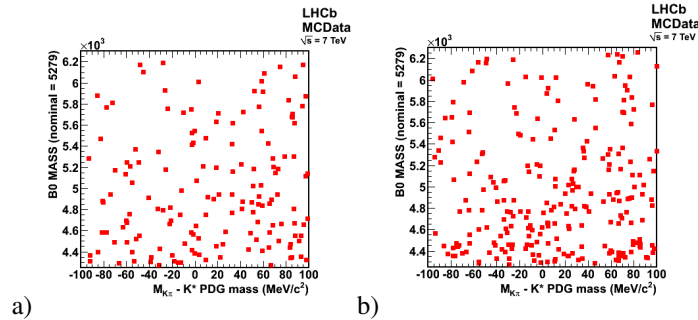 LHCb
MCData
√s = 7 TeV
×10³
B0 MASS (nominal = 5279)
6.2
6
5.8
5.6
5.4
5.2
5
4.8
4.6
4.4
-100 -80 -60 -40 -20 0 20 40 60 80 100
M_Kπ - K* PDG mass (MeV/c²)
a)
LHCb
MCData
√s = 7 TeV
×10³
B0 MASS (nominal = 5279)
6.2
6
5.8
5.6
5.4
5.2
5
4.8
4.6
4.4
-100 -80 -60 -40 -20 0 20 40 60 80 100
M_Kπ - K* PDG mass (MeV/c²)
b)